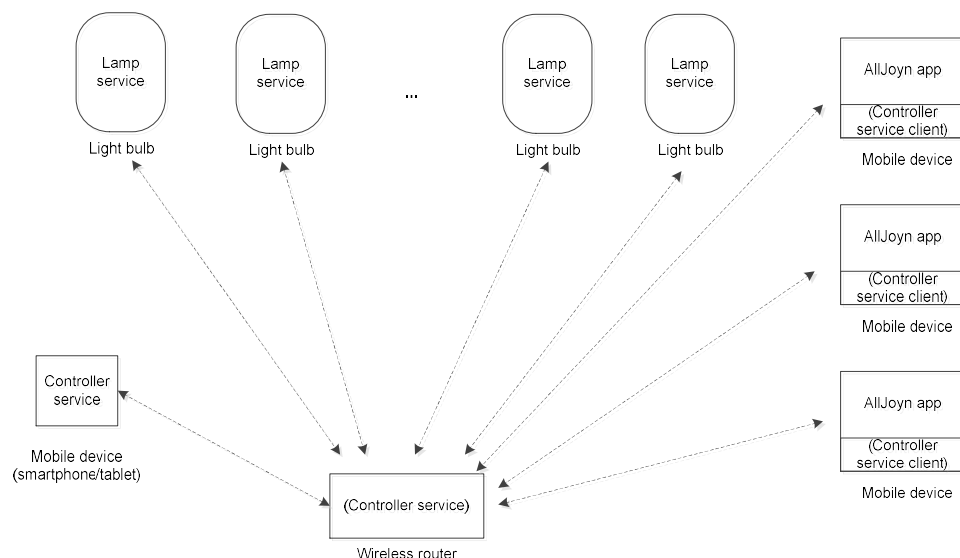 Lamp
service
Light bulb
Lamp
service
Light bulb
...
Lamp
service
Light bulb
Lamp
service
Light bulb
AllJoyn app
(Controller
service client)
Mobile device
AllJoyn app
(Controller
service client)
Mobile device
Controller
service
Mobile device
(smartphone/tablet)
AllJoyn app
(Controller
service client)
Mobile device
(Controller service)
Wireless router